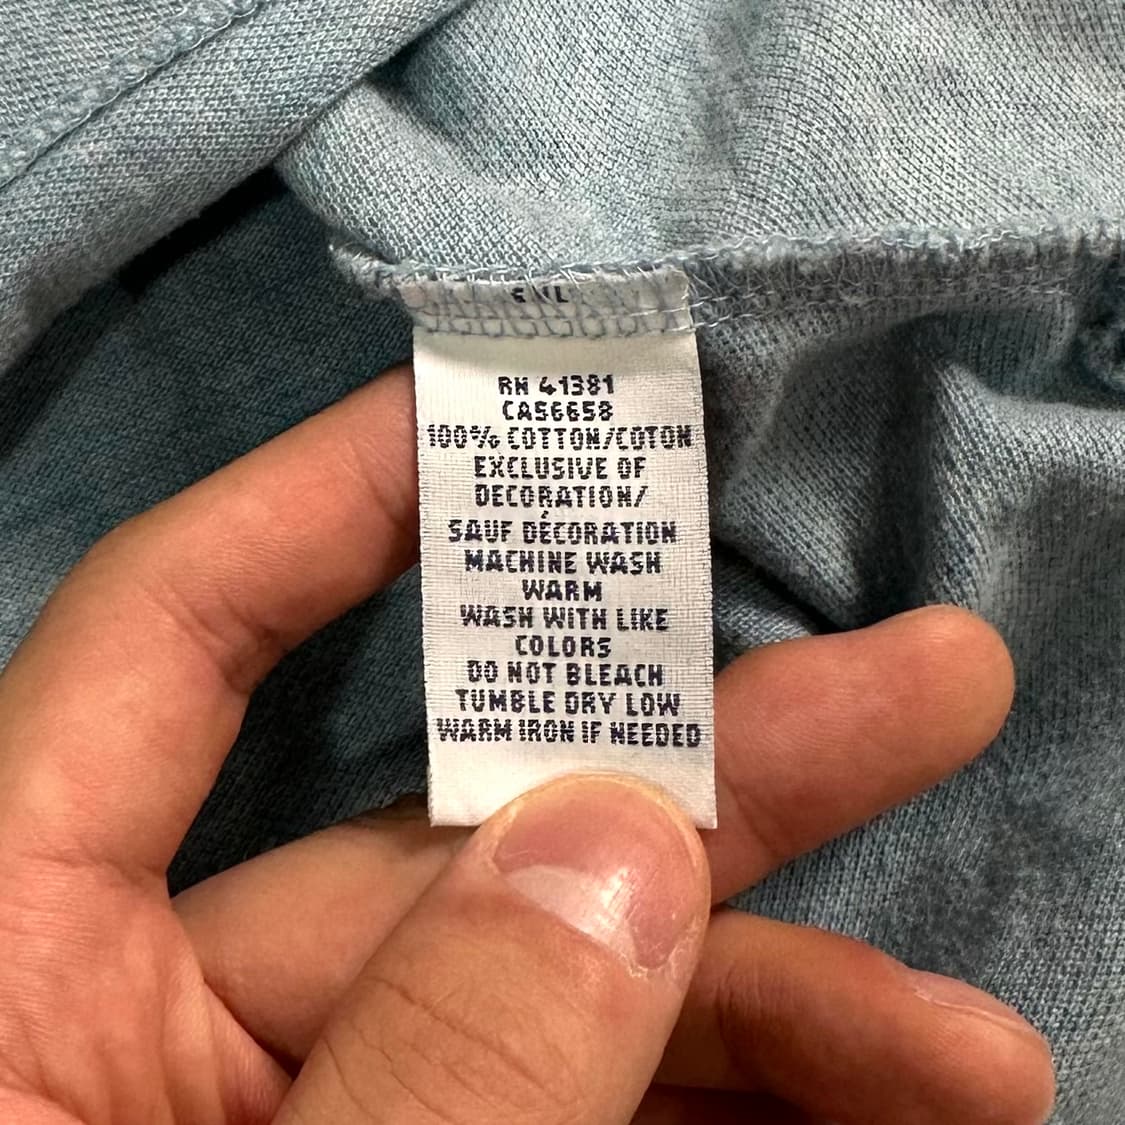 RN 41381
CA56658
100% COTTON/COTON
EXCLUSIVE OF
DECORATION/
SAUF DÉCORATION
MACHINE WASH
WARM
WASH WITH LIKE
COLORS
DO NOT BLEACH
TUMBLE DRY LOW
WARM IRON IF NEEDED